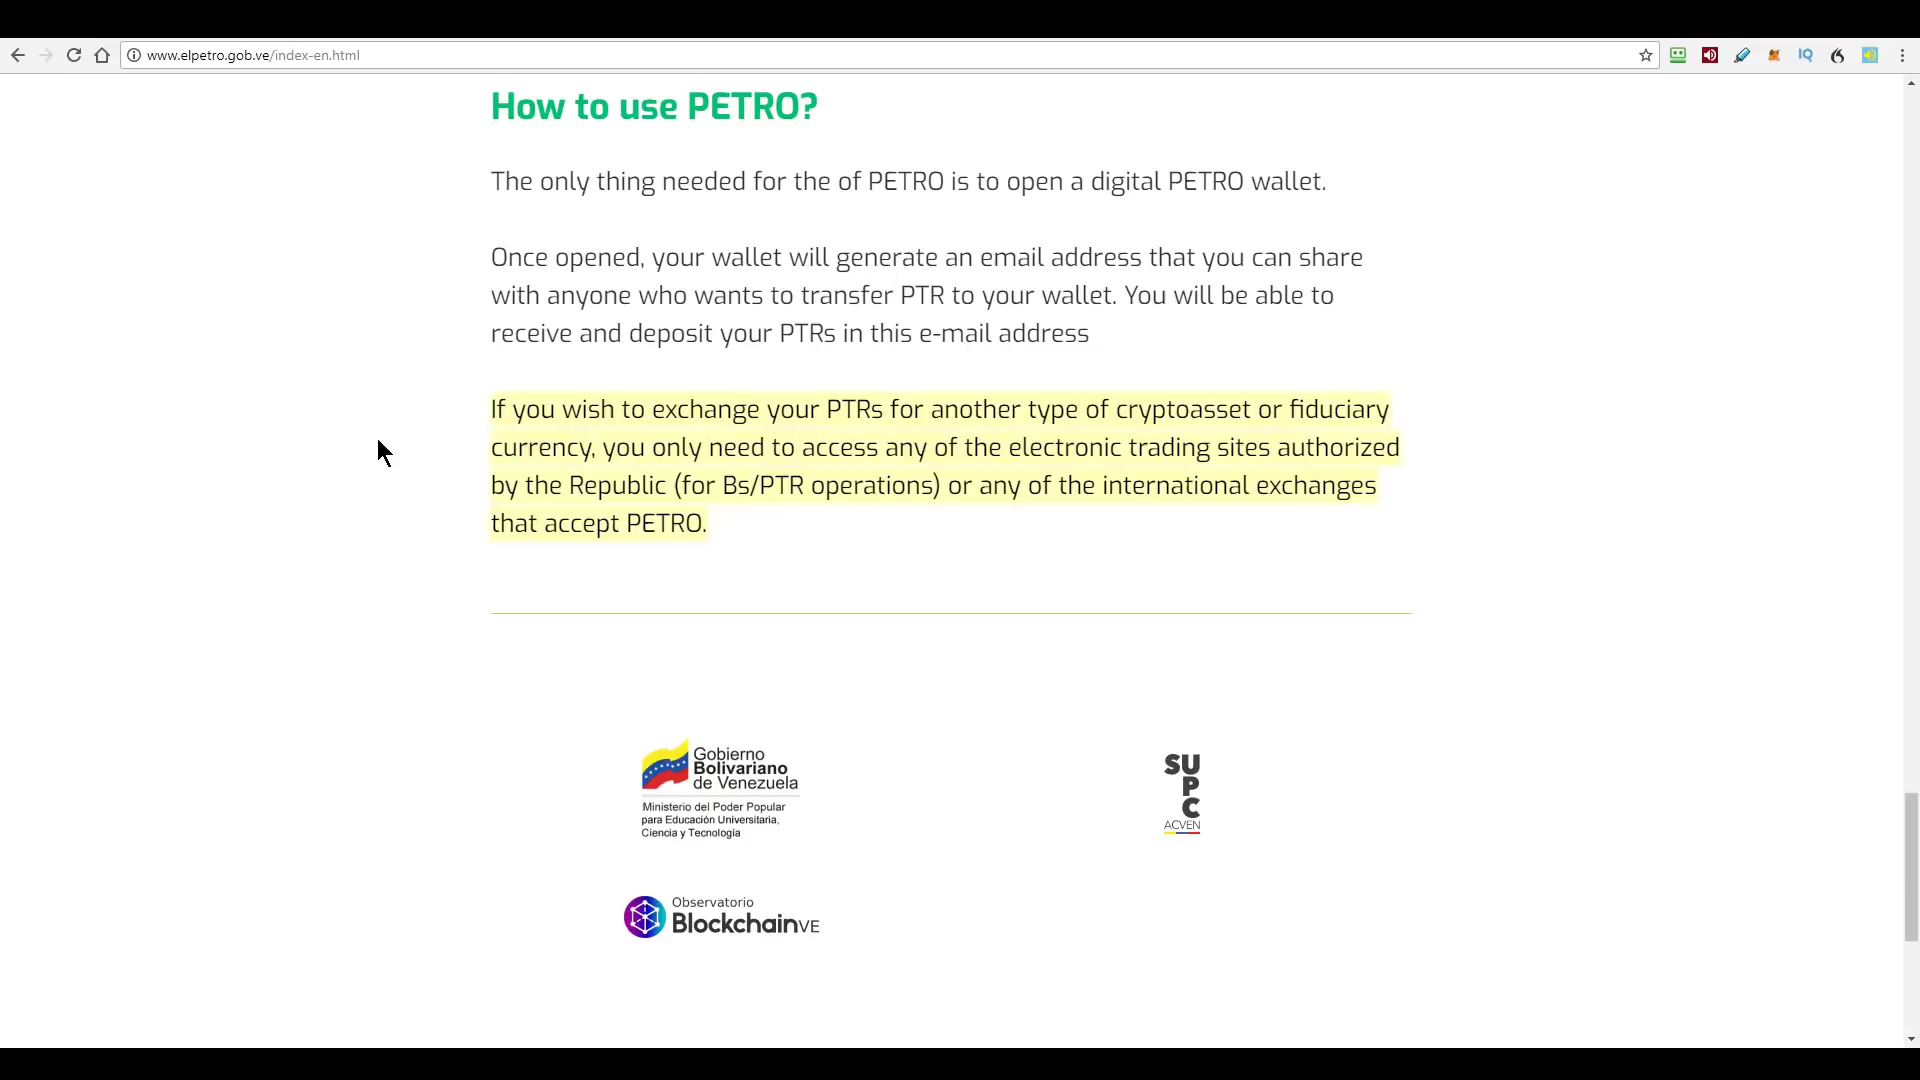 www.elpetro.gob.ve/index-en.html
IQ
How to use PETRO?
The only thing needed for the of PETRO is to open a digital PETRO wallet.
Once opened, your wallet will generate an email address that you can share
with anyone who wants to transfer PTR to your wallet. You will be able to
receive and deposit your PTRs in this e-mail address
If you wish to exchange your PTRs for another type of cryptoasset or fiduciary
currency, you only need to access any of the electronic trading sites authorized
by the Republic (for Bs/PTR operations) or any of the international exchanges
that accept PETRO.
Gobierno
Bolivariano
de Venezuela
Ministerio del Poder Popular
para Educación Universitaria,
Ciencia y Tecnología
SU
P
C
ACVEN
Observatorio
BlockchainVE